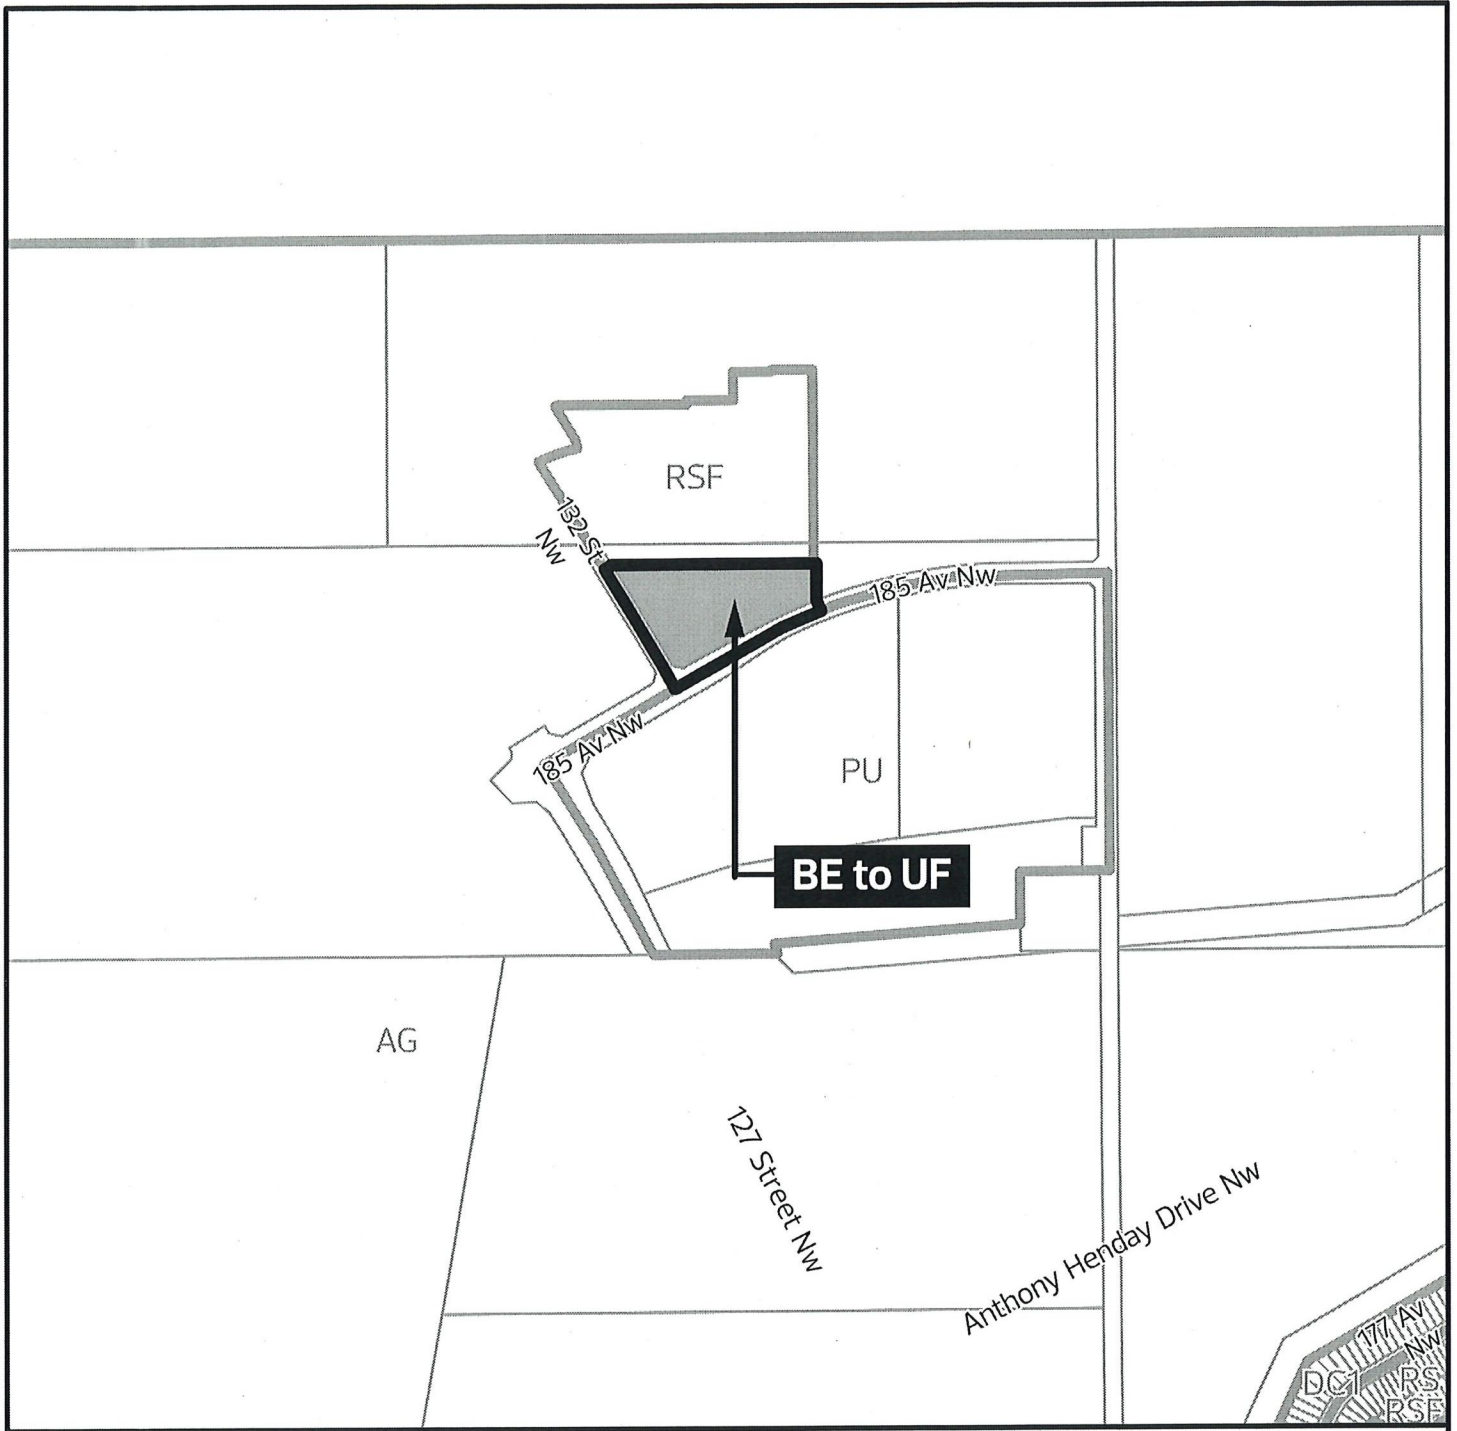 RSF
132 St
Nw
185 Av Nw
185 Av Nw
PU
BE to UF
AG
127 Street Nw
Anthony Henday Drive Nw
177 Av
Nw
DC1
RS
RSF